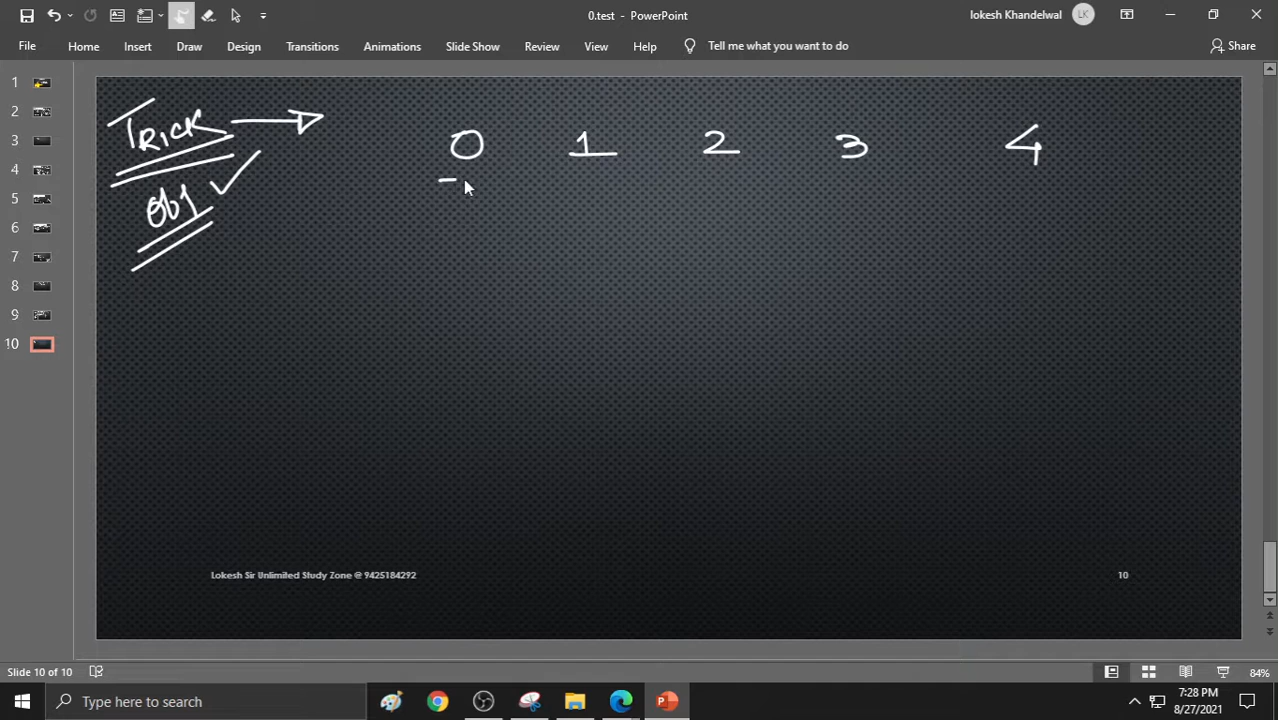 0.test - PowerPoint
lokesh Khandelwal LK
File Home Insert Draw Design Transitions Animations Slide Show Review View Help Tell me what you want to do Share
1
2
3
4
5
6
7
8
9
10
TRICK
0 1 2 3 4
Obj
Lokesh Sir Unlimited Study Zone @ 9425184292
10
Slide 10 of 10
84%
Type here to search
7:28 PM
8/27/2021